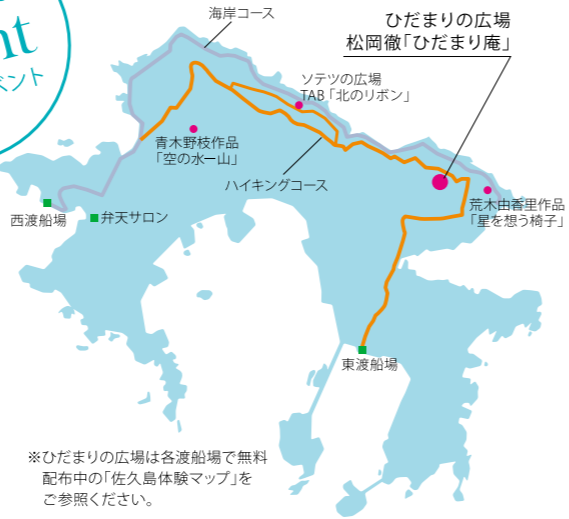 nt
ベント
海岸コース
ひだまりの広場
松岡徹「ひだまり庵」
ソテツの広場
TAB「北のリボン」
青木野枝作品
「空の水ー山」
ハイキングコース
荒木由香里作品
「星を想う椅子」
西渡船場
弁天サロン
東渡船場
※ひだまりの広場は各渡船場で無料
配布中の「佐久島体験マップ」を
ご参照ください。